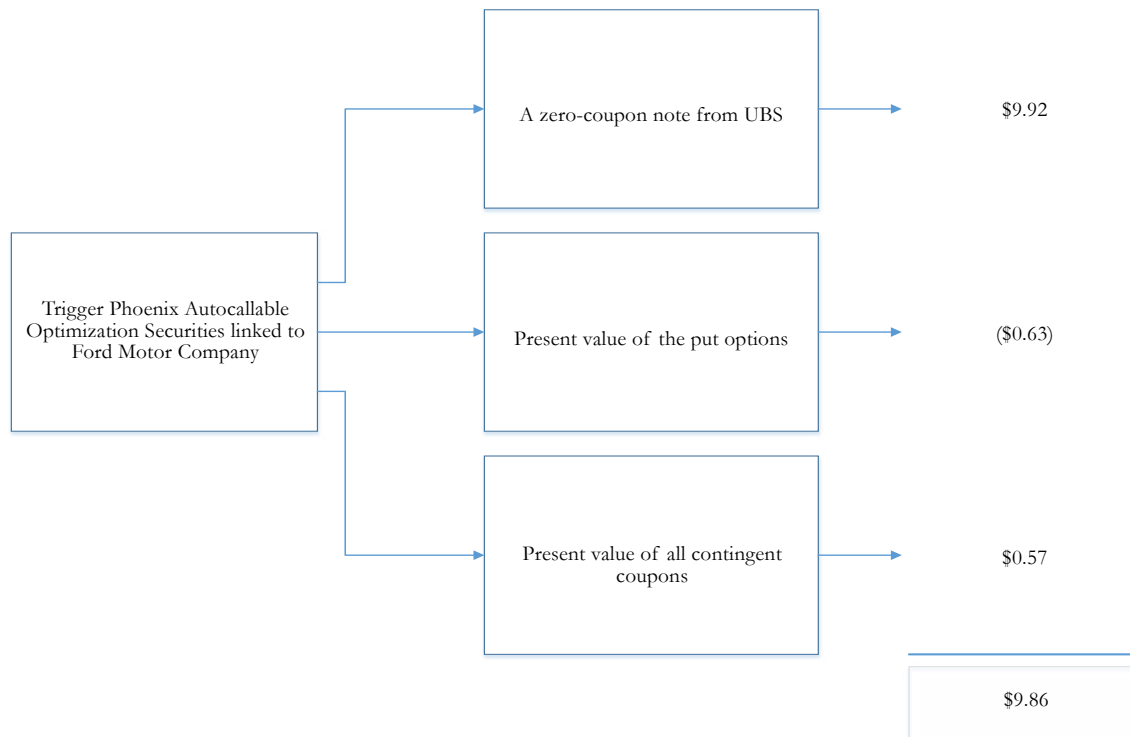 A zero-coupon note from UBS
$9.92
Trigger Phoenix Autocallable
Optimization Securities linked to
Ford Motor Company
Present value of the put options
($0.63)
Present value of all contingent
coupons
$0.57
$9.86